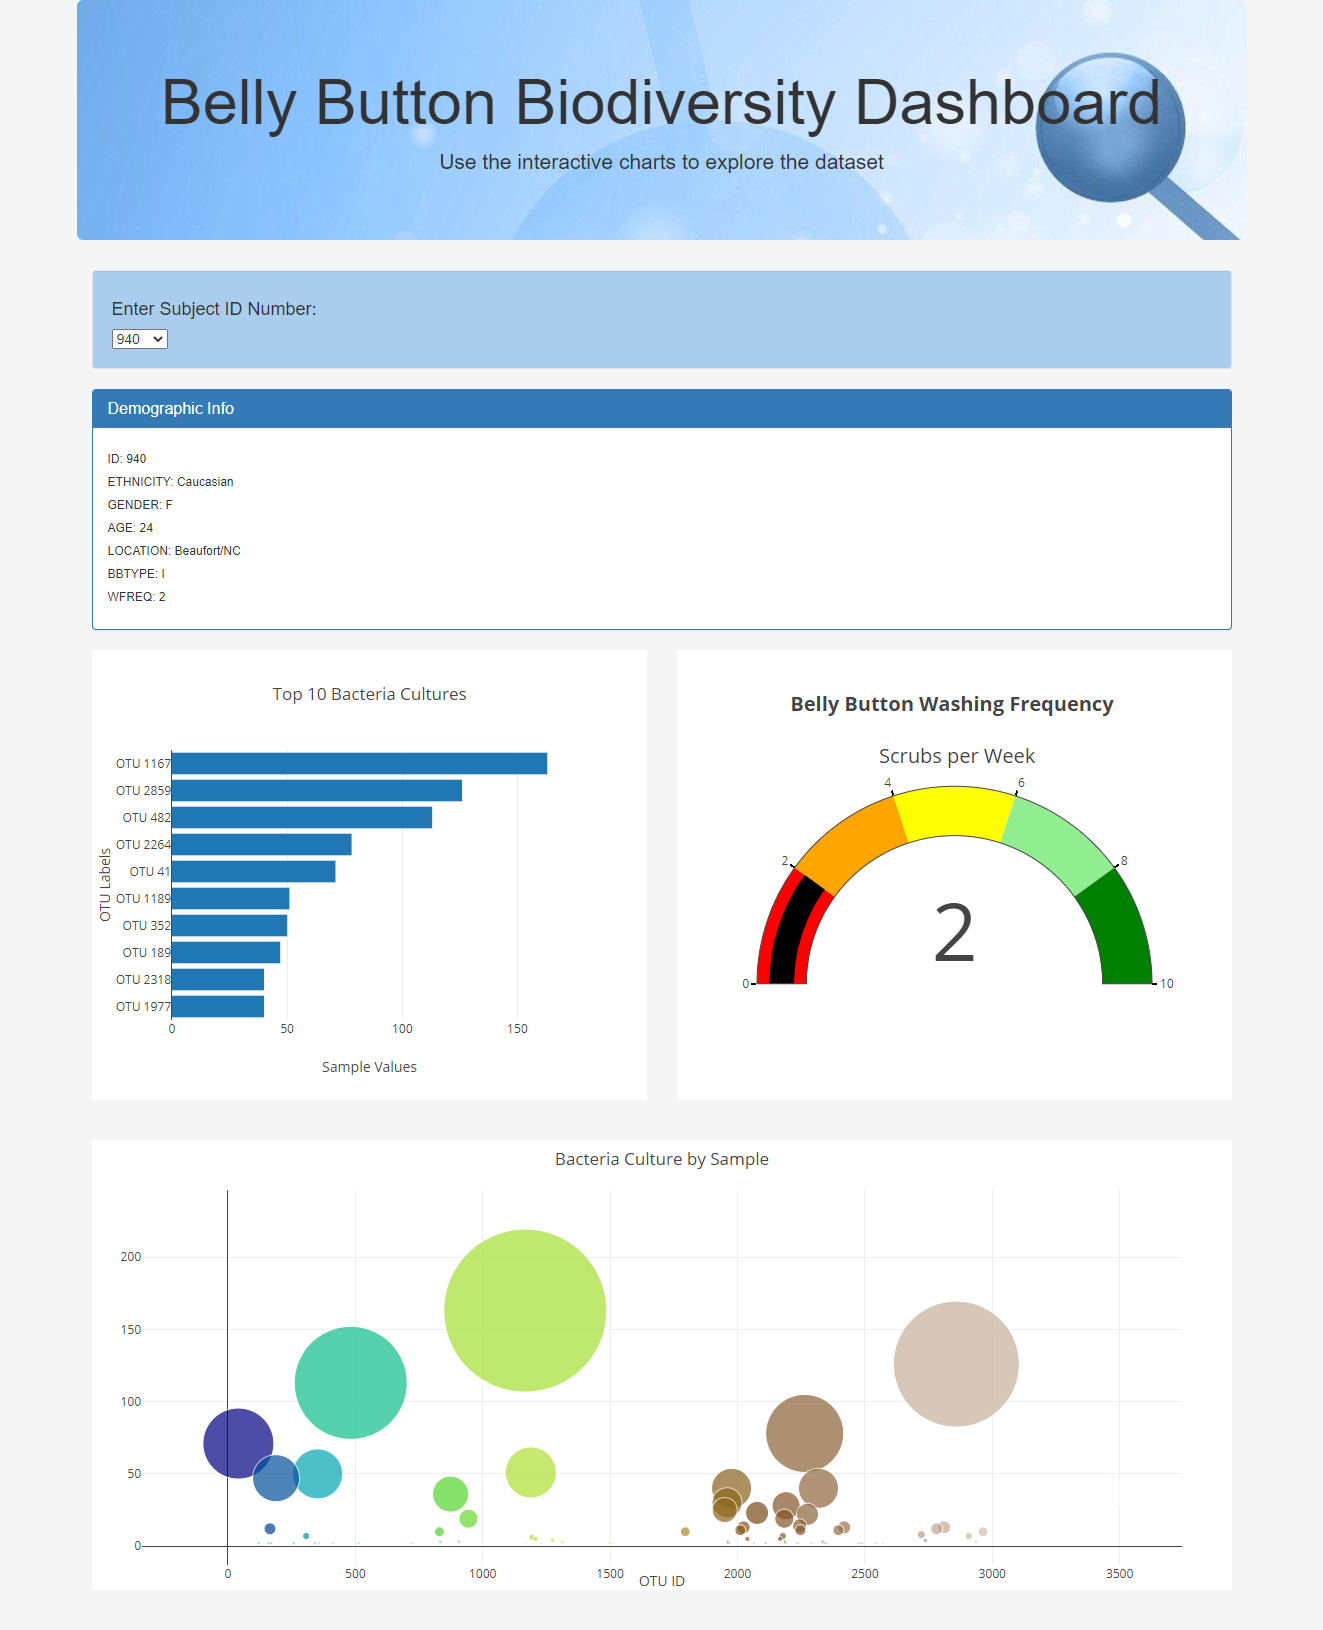 Belly Button Biodiversity Dashboard
Use the interactive charts to explore the dataset
Enter Subject ID Number:
940
Demographic Info
ID: 940
ETHNICITY: Caucasian
GENDER: F
AGE: 24
LOCATION: Beaufort/NC
BBTYPE: I
WFREQ: 2
Top 10 Bacteria Cultures
OTU Labels
OTU 1167
OTU 2859
OTU 482
OTU 2264
OTU 41
OTU 1189
OTU 352
OTU 189
OTU 2318
OTU 1977
0 50 100 150
Sample Values
Belly Button Washing Frequency
Scrubs per Week
0 2 4 6 8 10
2
Bacteria Culture by Sample
200
150
100
50
0
0 500 1000 1500 2000 2500 3000 3500
OTU ID